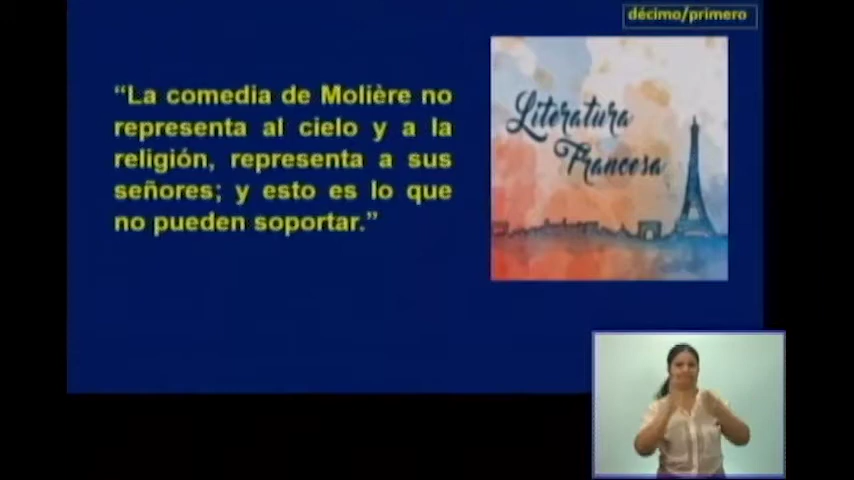 décimo/primero
“La comedia de Molière no
representa al cielo y a la
religión, representa a sus
señores; y esto es lo que
no pueden soportar.”
Literatura
Francesa